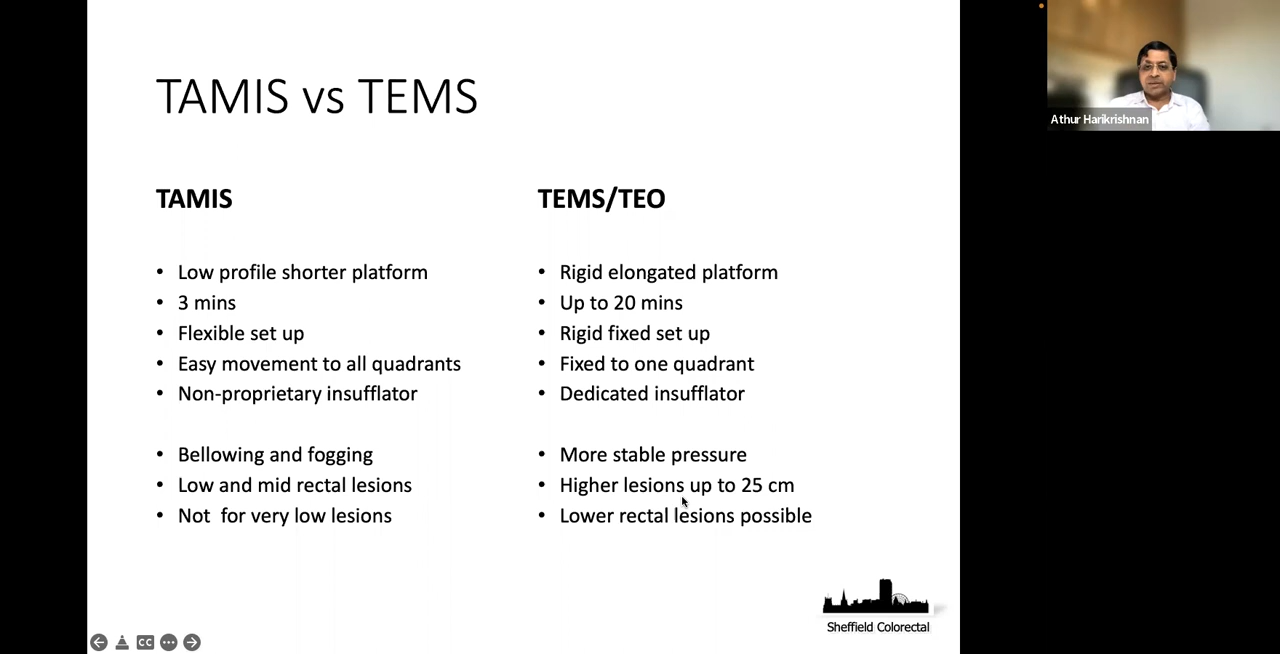 TAMIS vs TEMS
TAMIS
• Low profile shorter platform
• 3 mins
• Flexible set up
• Easy movement to all quadrants
• Non-proprietary insufflator
• Bellowing and fogging
• Low and mid rectal lesions
• Not for very low lesions
TEMS/TEO
• Rigid elongated platform
• Up to 20 mins
• Rigid fixed set up
• Fixed to one quadrant
• Dedicated insufflator
• More stable pressure
• Higher lesions up to 25 cm
• Lower rectal lesions possible
Sheffield Colorectal
CC
Athur Harikrishnan